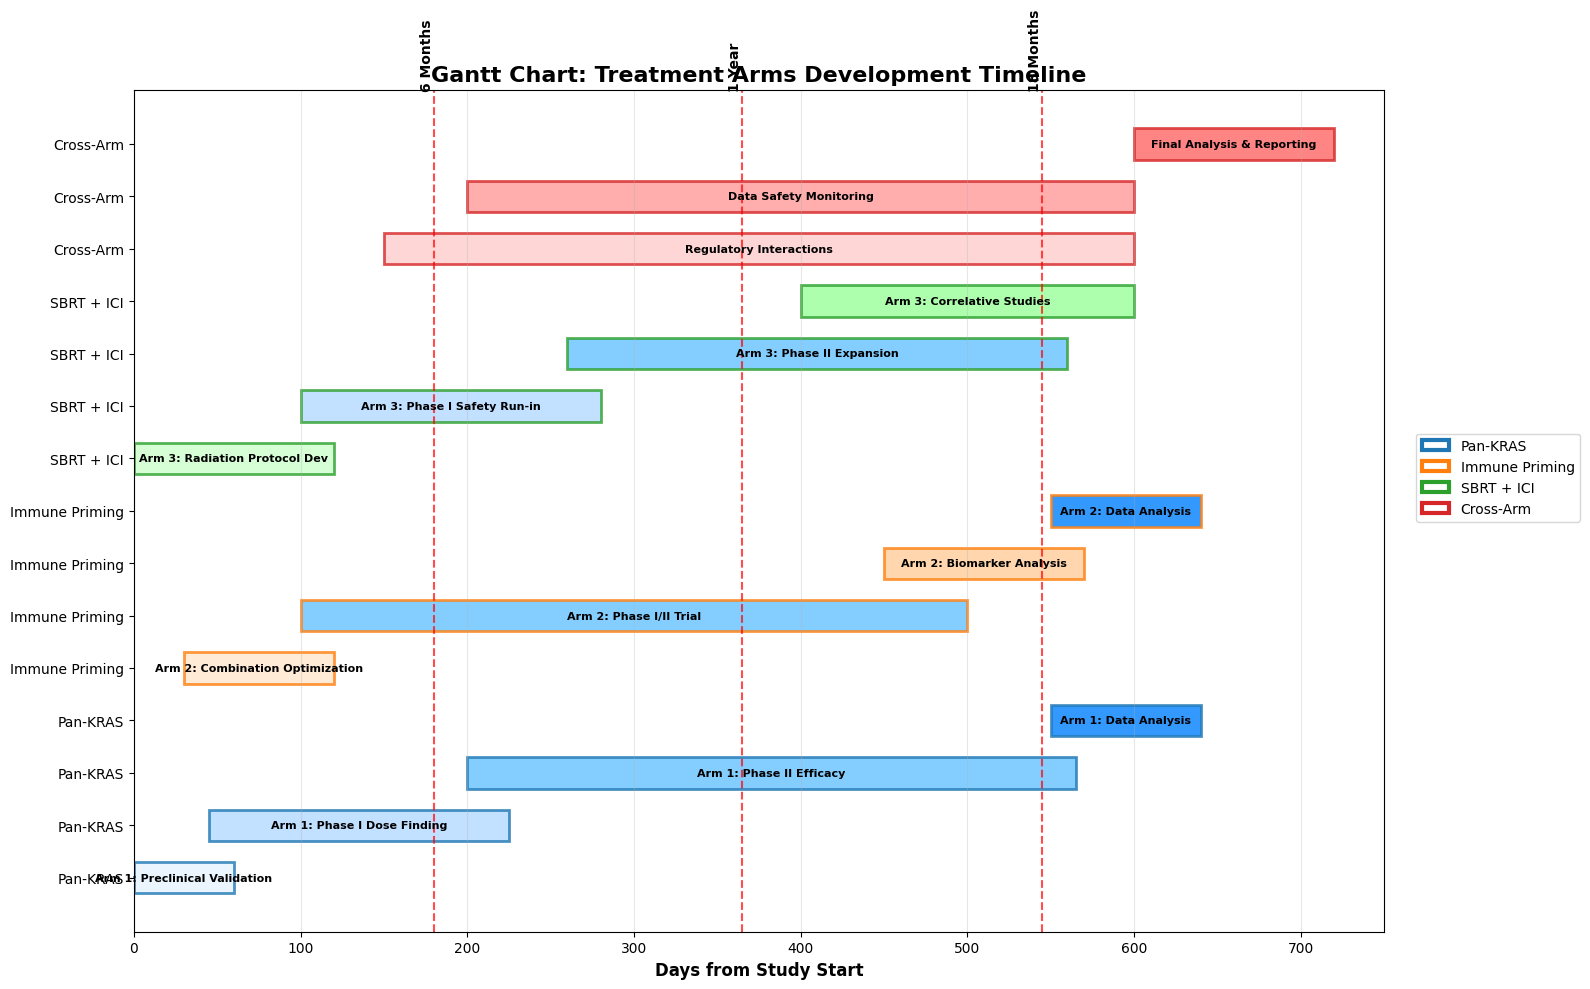 6 Months
1 Year
18 Months
Gantt Chart: Treatment Arms Development Timeline
Cross-Arm
Final Analysis & Reporting
Cross-Arm
Data Safety Monitoring
Cross-Arm
Regulatory Interactions
SBRT + ICI
Arm 3: Correlative Studies
SBRT + ICI
Arm 3: Phase II Expansion
SBRT + ICI
Arm 3: Phase I Safety Run-in
SBRT + ICI
Arm 3: Radiation Protocol Dev
Immune Priming
Arm 2: Data Analysis
Immune Priming
Arm 2: Biomarker Analysis
Immune Priming
Arm 2: Phase I/II Trial
Immune Priming
Arm 2: Combination Optimization
Pan-KRAS
Arm 1: Data Analysis
Pan-KRAS
Arm 1: Phase II Efficacy
Pan-KRAS
Arm 1: Phase I Dose Finding
Pan-KRAS
Arm 1: Preclinical Validation
0 100 200 300 400 500 600 700
Days from Study Start
Pan-KRAS
Immune Priming
SBRT + ICI
Cross-Arm